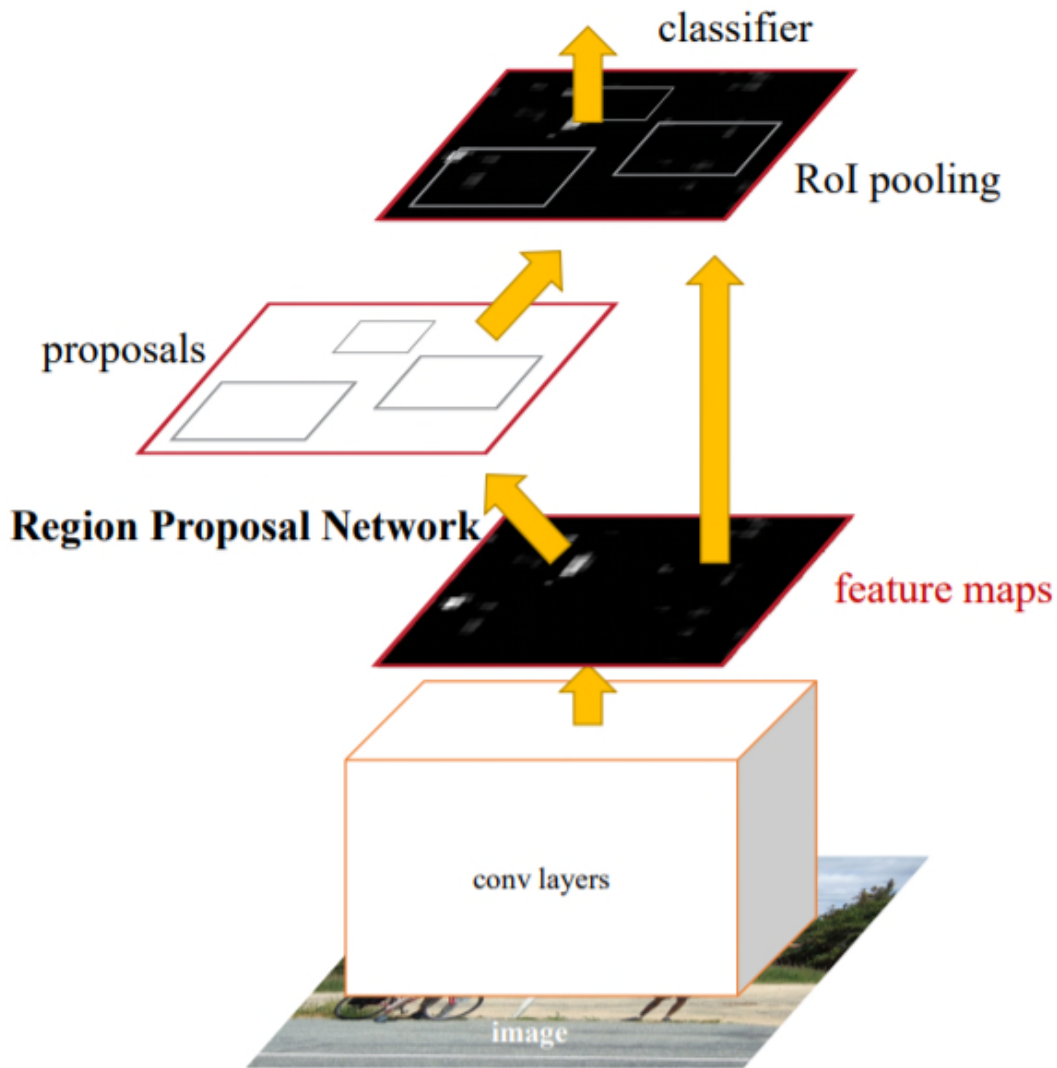 classifier
RoI pooling
proposals
Region Proposal Network
feature maps
conv layers
image